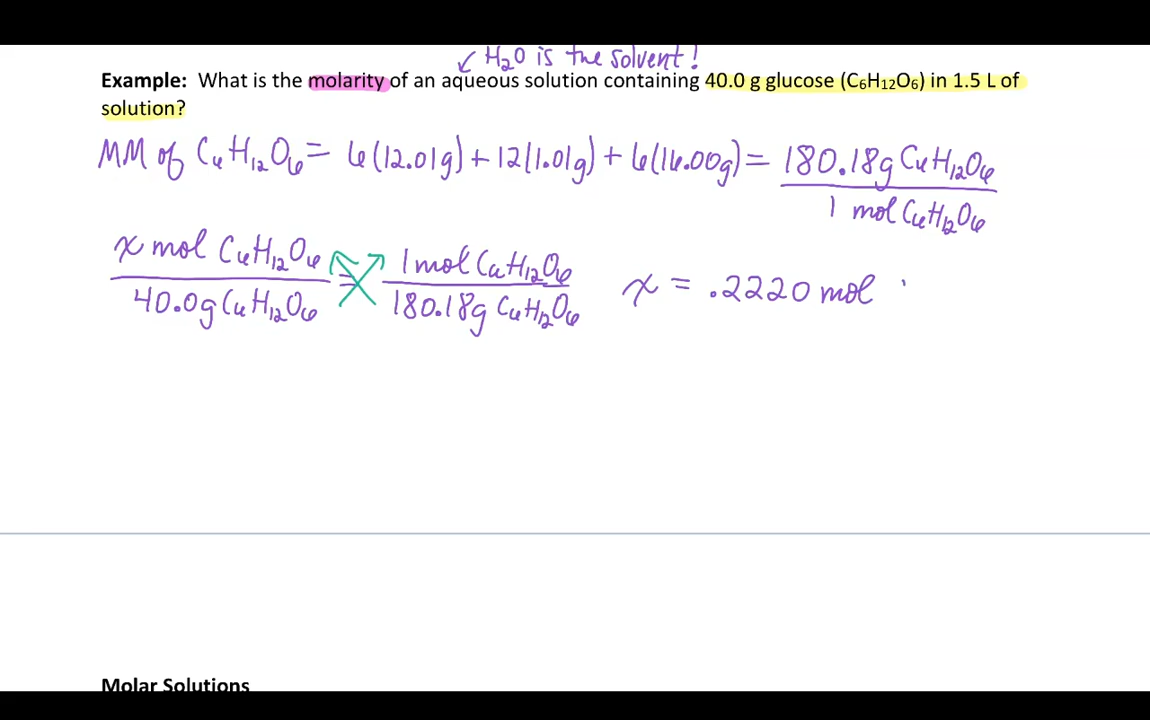 ↙ H₂O is the solvent!
Example: What is the molarity of an aqueous solution containing 40.0 g glucose (C₆H₁₂O₆) in 1.5 L of
solution?
MM of C₆H₁₂O₆ = 6(12.01g) + 12(1.01g) + 6(16.00g) = 180.18g C₆H₁₂O₆
1 mol C₆H₁₂O₆
x mol C₆H₁₂O₆ = 1 mol C₆H₁₂O₆
40.0g C₆H₁₂O₆ 180.18g C₆H₁₂O₆ x = .2220 mol
Molar Solutions